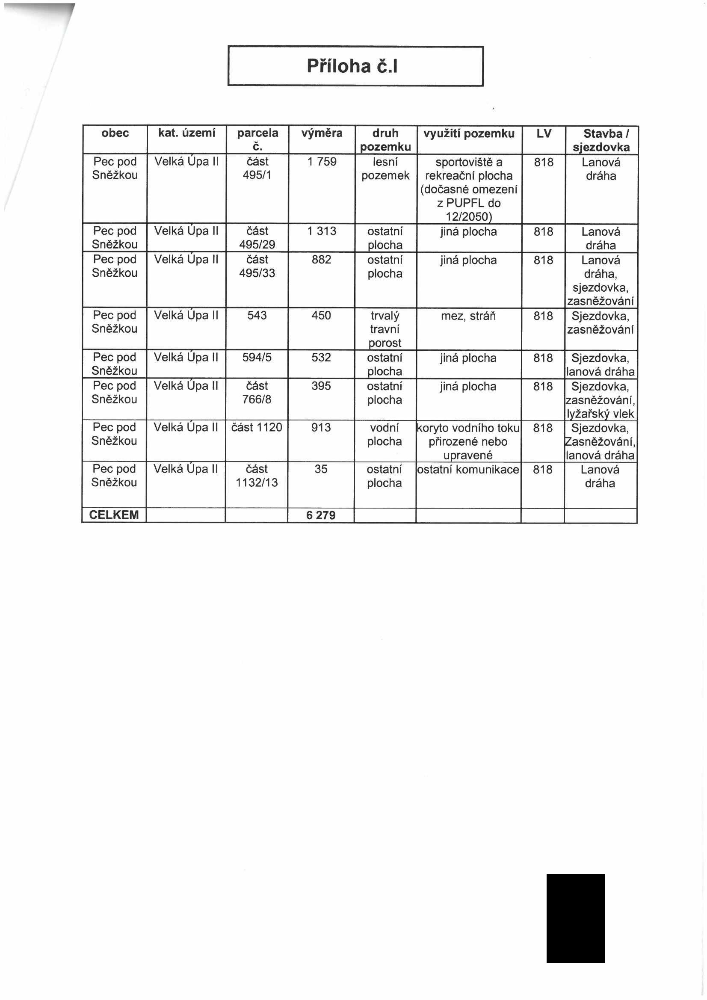 Příloha č.I
obec kat. území parcela č. výměra druh pozemku využití pozemku LV Stavba / sjezdovka
Pec pod Sněžkou Velká Úpa II část 495/1 1 759 lesní pozemek sportoviště a rekreační plocha (dočasné omezení z PUPFL do 12/2050) 818 Lanová dráha
Pec pod Sněžkou Velká Úpa II část 495/29 1 313 ostatní plocha jiná plocha 818 Lanová dráha
Pec pod Sněžkou Velká Úpa II část 495/33 882 ostatní plocha jiná plocha 818 Lanová dráha, sjezdovka, zasněžování
Pec pod Sněžkou Velká Úpa II 543 450 trvalý travní porost mez, stráň 818 Sjezdovka, zasněžování
Pec pod Sněžkou Velká Úpa II 594/5 532 ostatní plocha jiná plocha 818 Sjezdovka, lanová dráha
Pec pod Sněžkou Velká Úpa II část 766/8 395 ostatní plocha jiná plocha 818 Sjezdovka, zasněžování, lyžařský vlek
Pec pod Sněžkou Velká Úpa II část 1120 913 vodní plocha koryto vodního toku přirozené nebo upravené 818 Sjezdovka, Zasněžování, lanová dráha
Pec pod Sněžkou Velká Úpa II část 1132/13 35 ostatní plocha ostatní komunikace 818 Lanová dráha
CELKEM 6 279